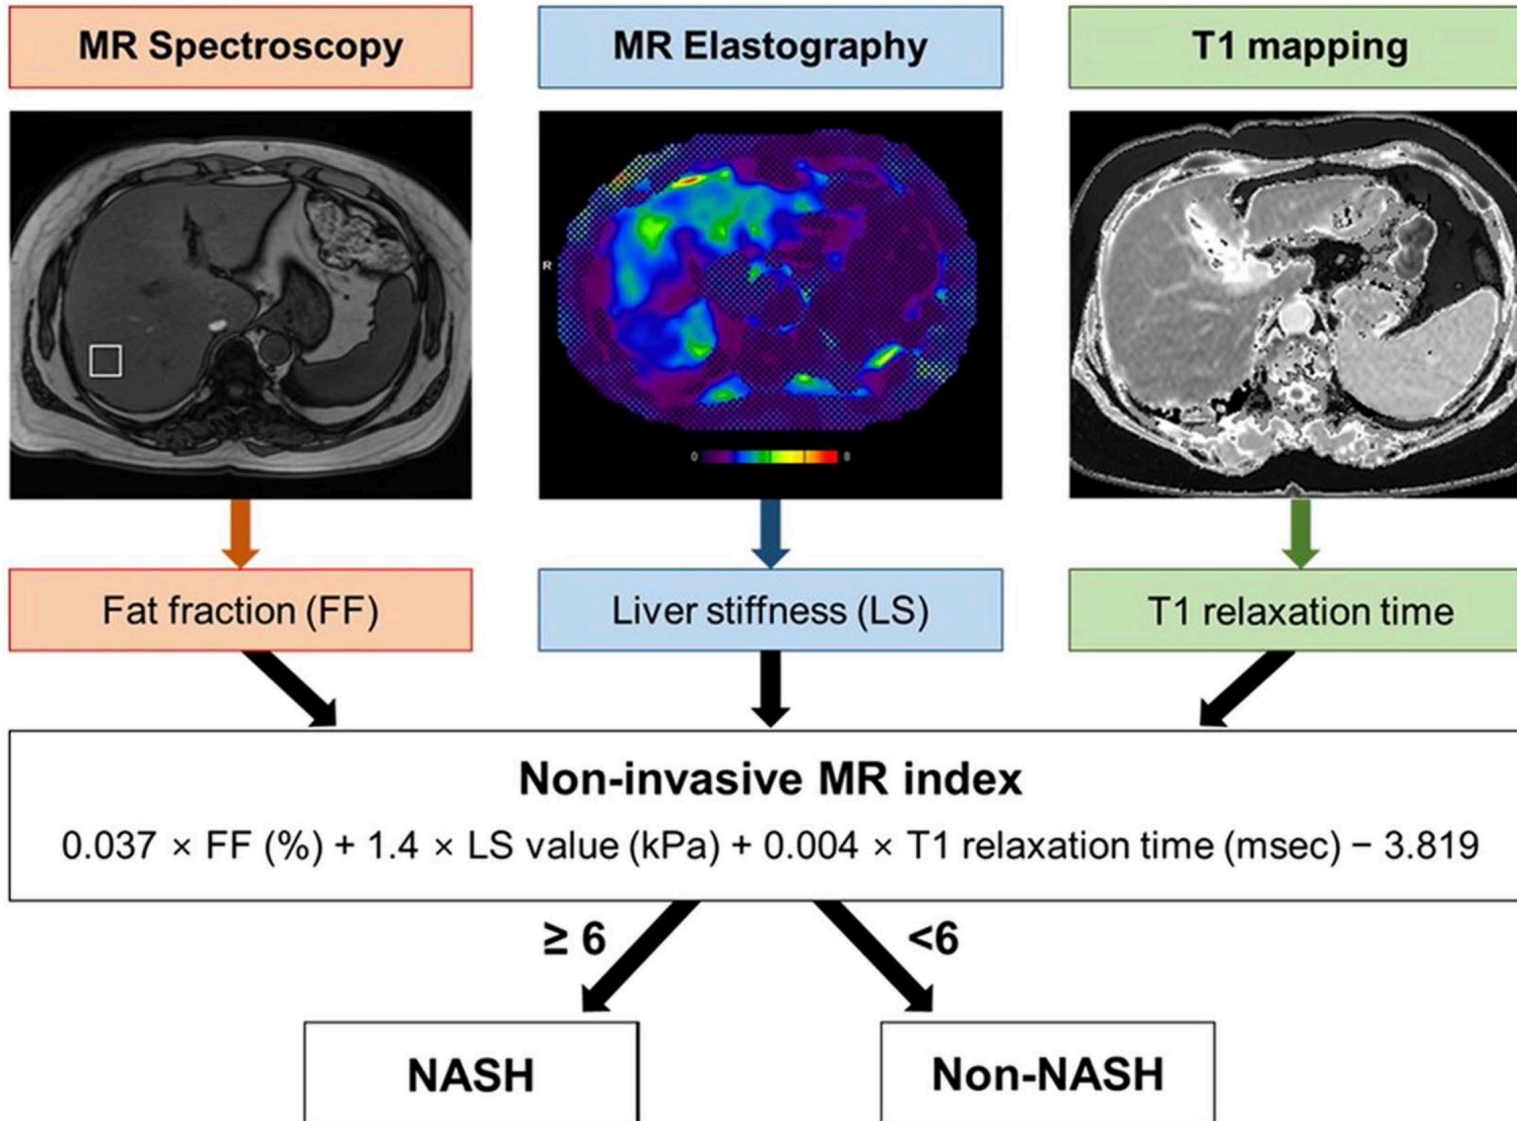 MR Spectroscopy
MR Elastography
T1 mapping
R
0
8
Fat fraction (FF)
Liver stiffness (LS)
T1 relaxation time
Non-invasive MR index
0.037 × FF (%) + 1.4 × LS value (kPa) + 0.004 × T1 relaxation time (msec) − 3.819
≥ 6
<6
NASH
Non-NASH